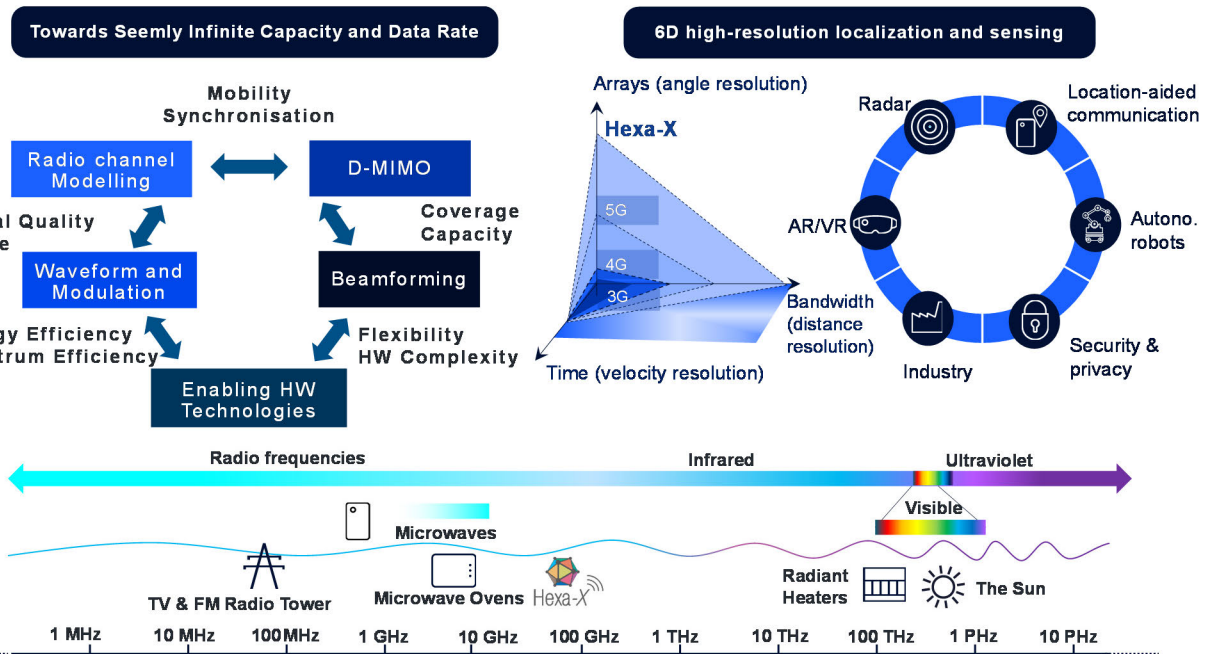 Towards Seemly Infinite Capacity and Data Rate
Mobility
Synchronisation
Radio channel
Modelling
D-MIMO
al Quality
Coverage
Capacity
Waveform and
Modulation
Beamforming
gy Efficiency
trum Efficiency
Flexibility
HW Complexity
Enabling HW
Technologies
6D high-resolution localization and sensing
Arrays (angle resolution)
Hexa-X
5G
4G
3G
Bandwidth
(distance
resolution)
Time (velocity resolution)
Radar
Location-aided
communication
AR/VR
Autono.
robots
Industry
Security &
privacy
Radio frequencies
Infrared
Ultraviolet
Visible
Microwaves
TV & FM Radio Tower
Microwave Ovens
Hexa-X
Radiant
Heaters
The Sun
1 MHz
10 MHz
100 MHz
1 GHz
10 GHz
100 GHz
1 THz
10 THz
100 THz
1 PHz
10 PHz